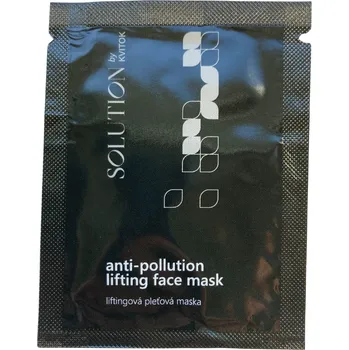 SOLUTION
by
KVITOK
anti-pollution
lifting face mask
liftingová pleťová maska